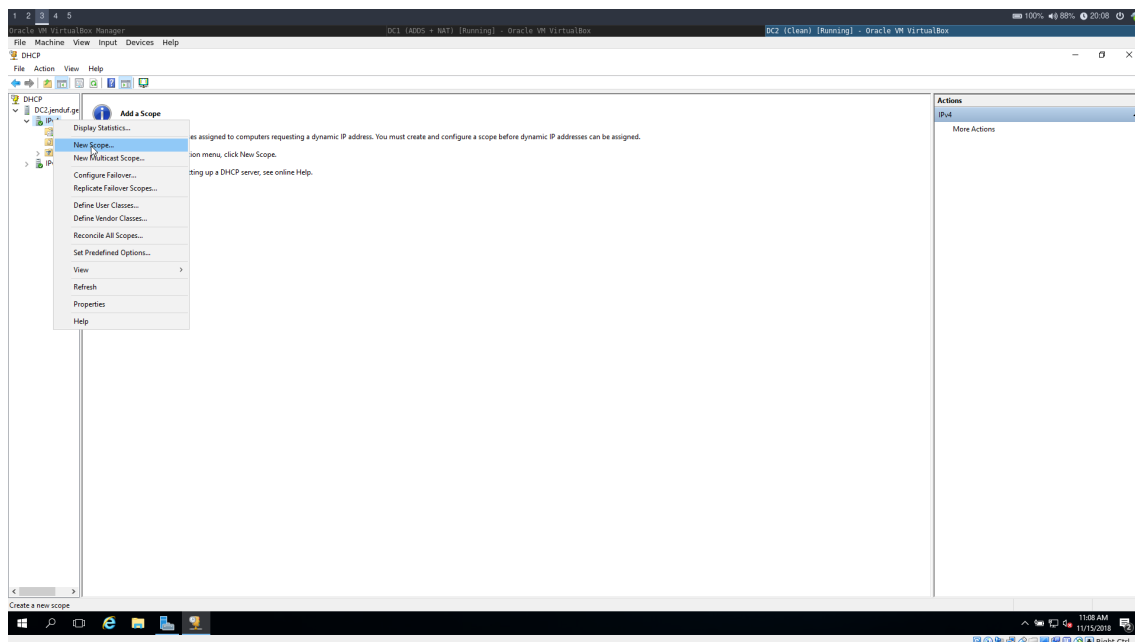 1 2 3 4 5
100% 88% 20:08
Oracle VM VirtualBox Manager
DC1 (ADDS + NAT) [Running] - Oracle VM VirtualBox
DC2 (Clean) [Running] - Oracle VM VirtualBox
File Machine View Input Devices Help
DHCP
File Action View Help
DHCP
DC2.jenduf.ge
Add a Scope
es assigned to computers requesting a dynamic IP address. You must create and configure a scope before dynamic IP addresses can be assigned.
ion menu, click New Scope.
tting up a DHCP server, see online Help.
Display Statistics...
New Scope...
New Multicast Scope...
Configure Failover...
Replicate Failover Scopes...
Define User Classes...
Define Vendor Classes...
Reconcile All Scopes...
Set Predefined Options...
View
Refresh
Properties
Help
Actions
IPv4
More Actions
Create a new scope
11:08 AM
11/15/2018
Right Ctrl